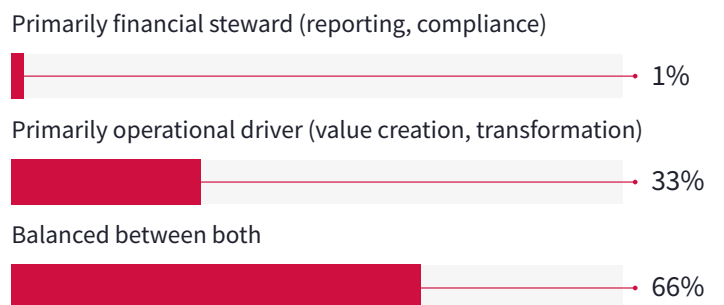 Primarily financial steward (reporting, compliance)
1%
Primarily operational driver (value creation, transformation)
33%
Balanced between both
66%